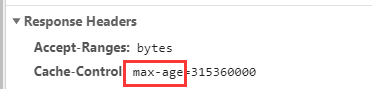 ▼ Response Headers
Accept-Ranges: bytes
Cache-Control: max-age=315360000